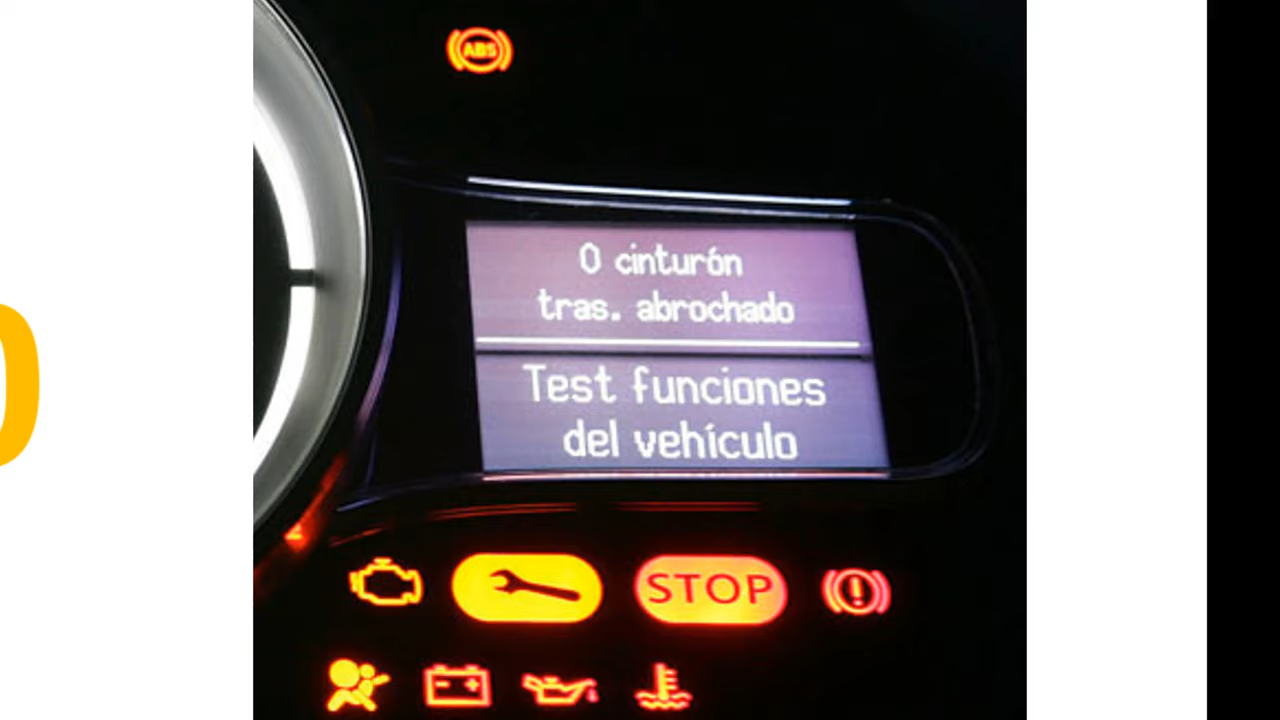 ABS
0 cinturón
tras. abrochado
Test funciones
del vehículo
STOP